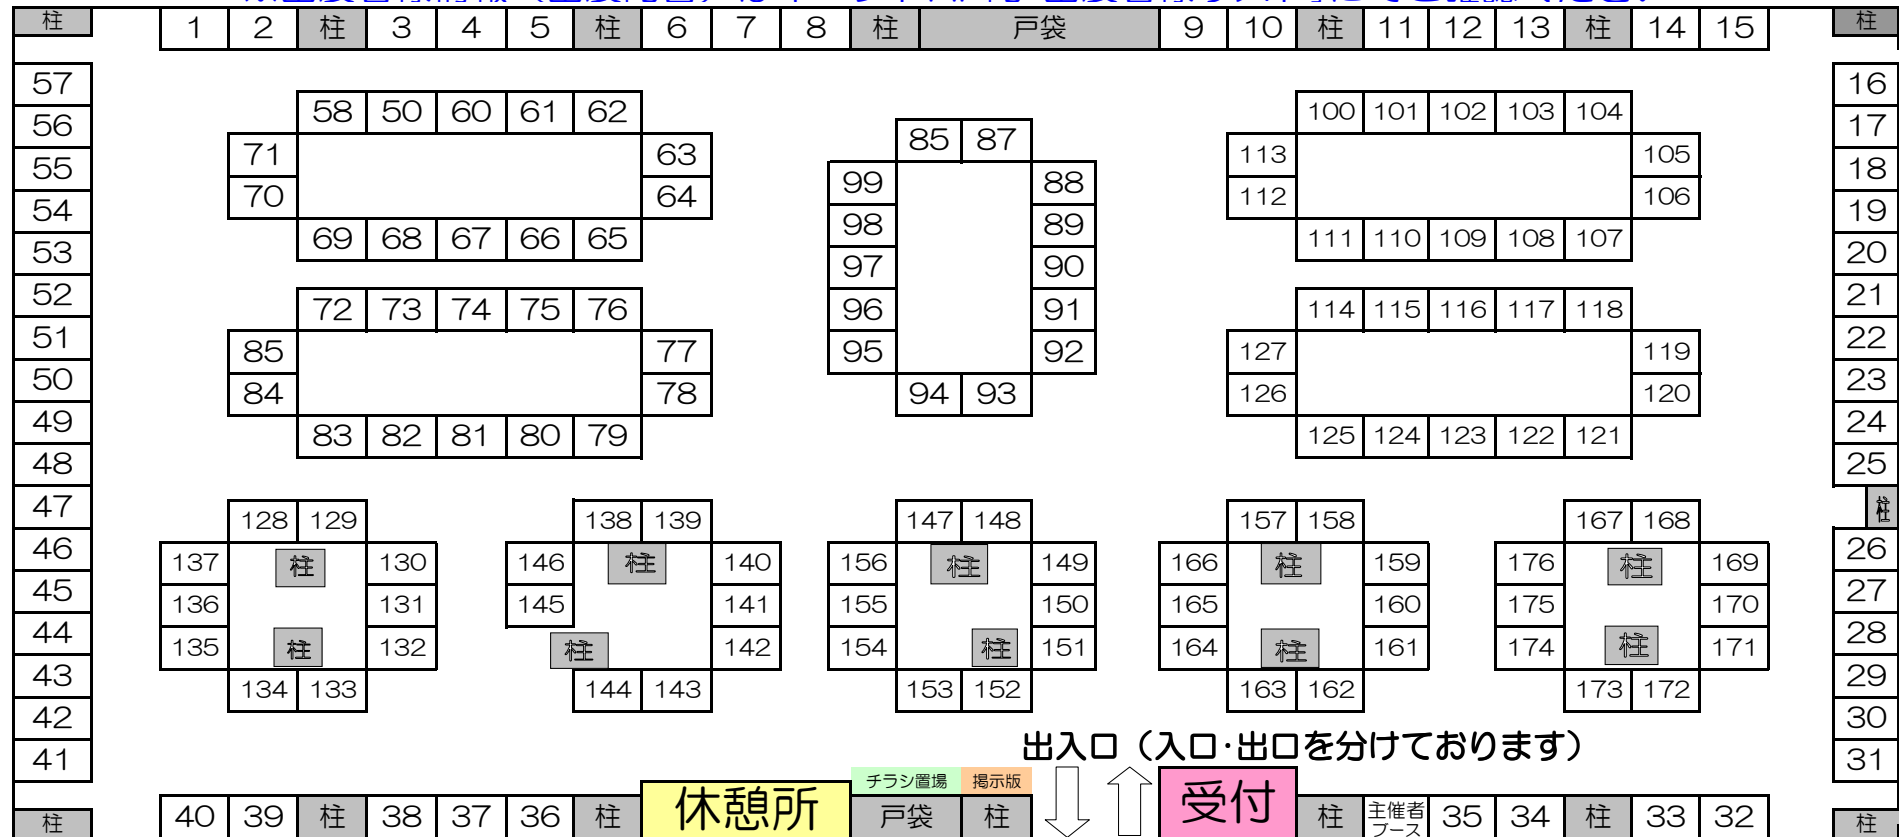 柱 1 2 柱 3 4 5 柱 6 7 8 柱 戸袋 9 10 柱 11 12 13 柱 14 15 柱
57 16
58 50 60 61 62 100 101 102 103 104
56 17
85 87
71 63 113 105
55 18
99 88
70 64 112 106
54 19
98 89
69 68 67 66 65 111 110 109 108 107
53 20
97 90
52 21
72 73 74 75 76 96 91 114 115 116 117 118
51 22
85 77 95 92 127 119
50 23
84 78 94 93 126 120
49 24
83 82 81 80 79 125 124 123 122 121
48 25
47 柱
128 129 138 139 147 148 157 158 167 168
46 26
137 柱 130 146 柱 140 156 柱 149 166 柱 159 176 柱 169
45 27
136 131 145 141 155 150 165 160 175 170
44 28
135 柱 132 柱 142 154 柱 151 164 柱 161 174 柱 171
43 29
134 133 144 143 153 152 163 162 173 172
42 30
出入口（入口･出口を分けております）
41 31
チラシ置場 掲示版
柱 40 39 柱 38 37 36 柱 休憩所 戸袋 柱 受付 柱 主催者
ブース 35 34 柱 33 32 柱